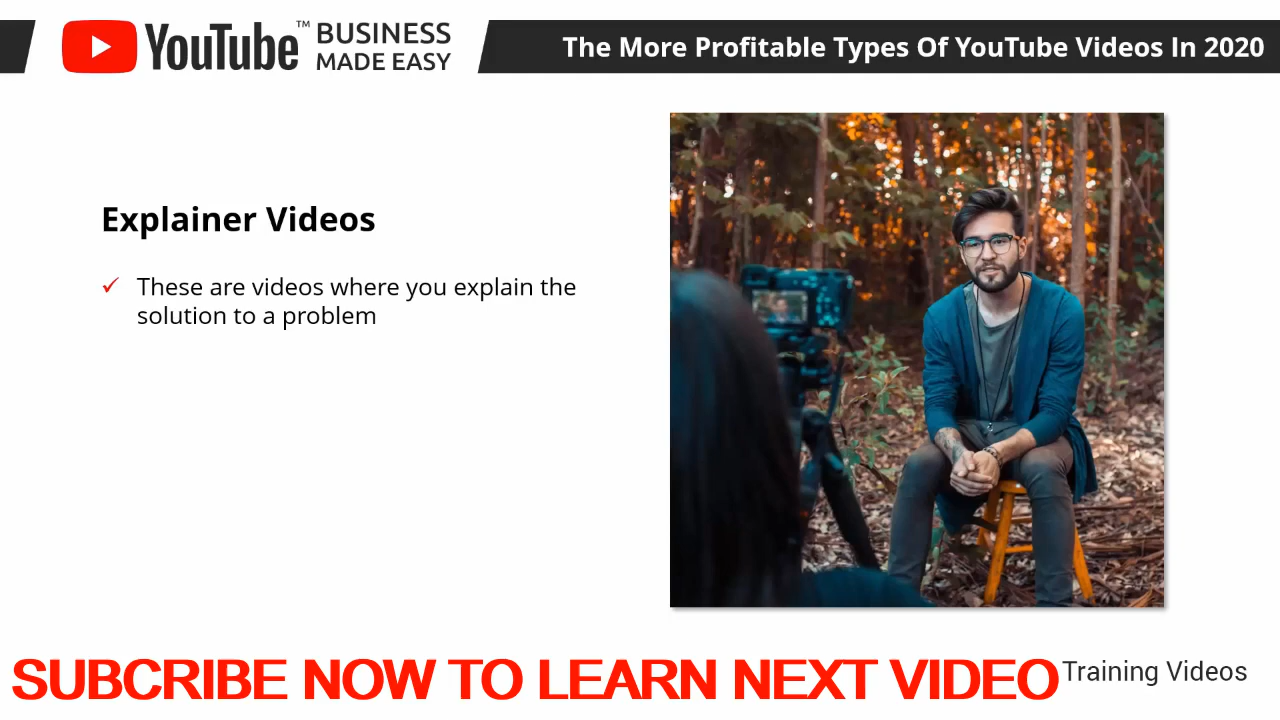 YouTube™ BUSINESS
MADE EASY
The More Profitable Types Of YouTube Videos In 2020
Explainer Videos
✓ These are videos where you explain the
solution to a problem
SUBCRIBE NOW TO LEARN NEXT VIDEO Training Videos